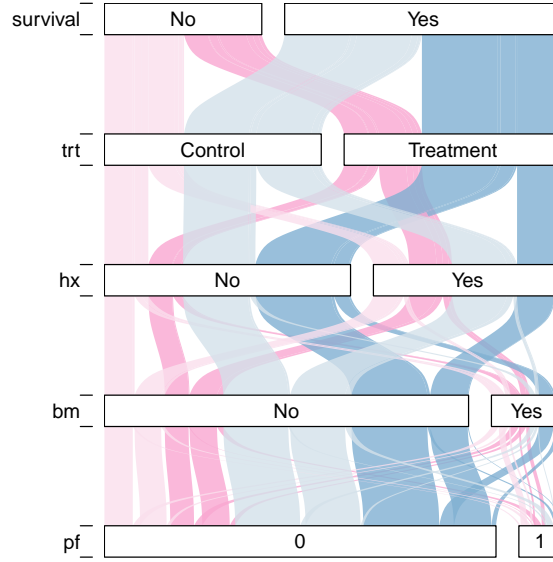 survival No Yes
trt Control Treatment
hx No Yes
bm No Yes
pf 0 1